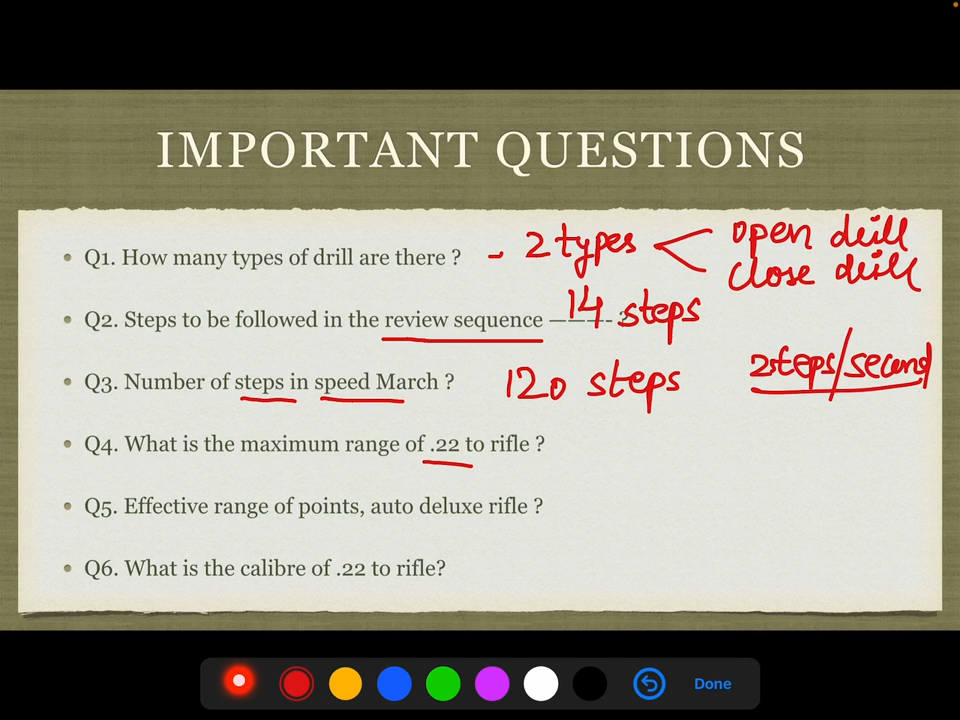 IMPORTANT QUESTIONS
• Q1. How many types of drill are there ? - 2 types < open drill
close drill
• Q2. Steps to be followed in the review sequence ————- ? 14 steps
• Q3. Number of steps in speed March ? 120 steps 2steps/second
• Q4. What is the maximum range of .22 to rifle ?
• Q5. Effective range of points, auto deluxe rifle ?
• Q6. What is the calibre of .22 to rifle?
Done